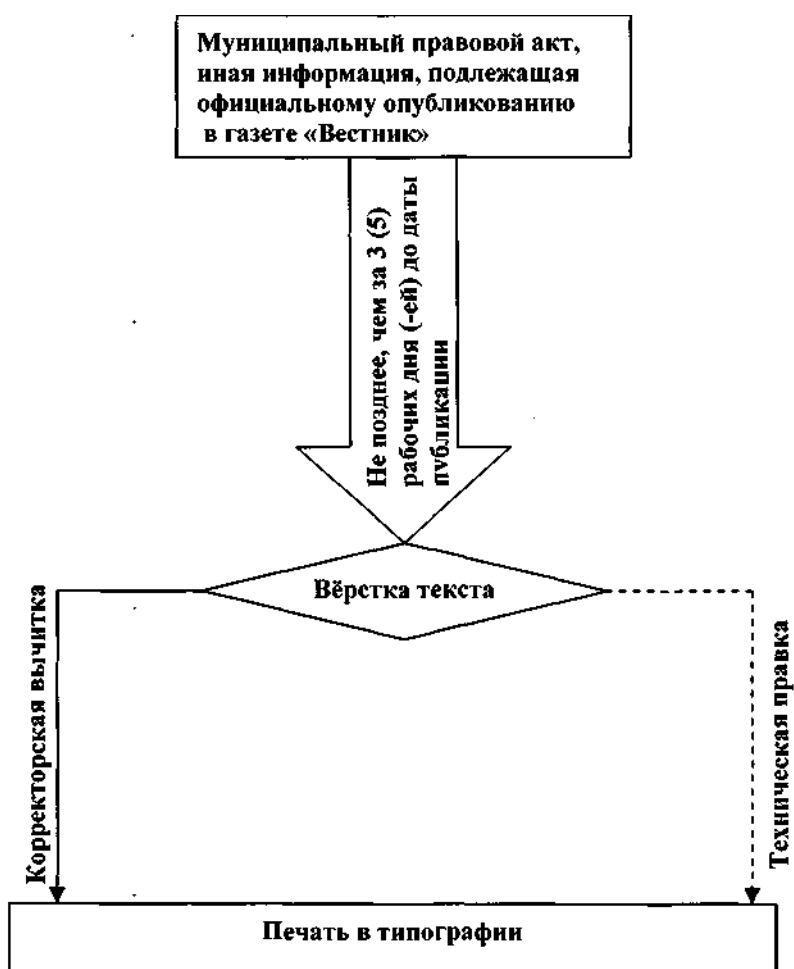 Муниципальный правовой акт,
иная информация, подлежащая
официальному опубликованию
в газете «Вестник»
Не позднее, чем за 3 (5)
рабочих дня (-ей) до даты
публикации
Вёрстка текста
Корректорская вычитка
Техническая правка
Печать в типографии